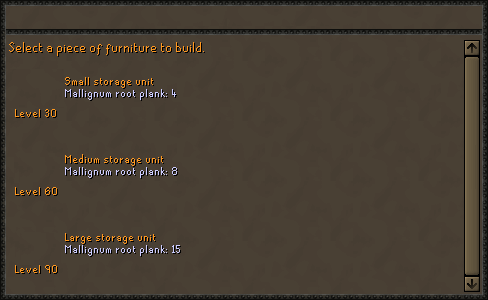 Select a piece of furniture to build.
Small storage unit
Mallignum root plank: 4
Level 30
Medium storage unit
Mallignum root plank: 8
Level 60
Large storage unit
Mallignum root plank: 15
Level 90